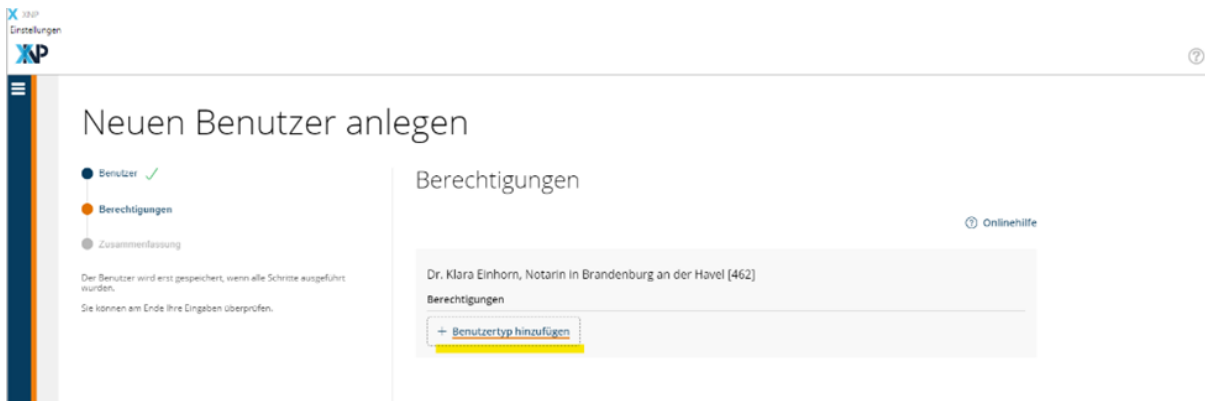 XNP
Einstellungen
XNP
Neuen Benutzer anlegen
Benutzer
Berechtigungen
Zusammenfassung
Der Benutzer wird erst gespeichert, wenn alle Schritte ausgeführt
wurden.
Sie können am Ende Ihre Eingaben überprüfen.
Berechtigungen
? Onlinehilfe
Dr. Klara Einhorn, Notarin in Brandenburg an der Havel [462]
Berechtigungen
+ Benutzertyp hinzufügen